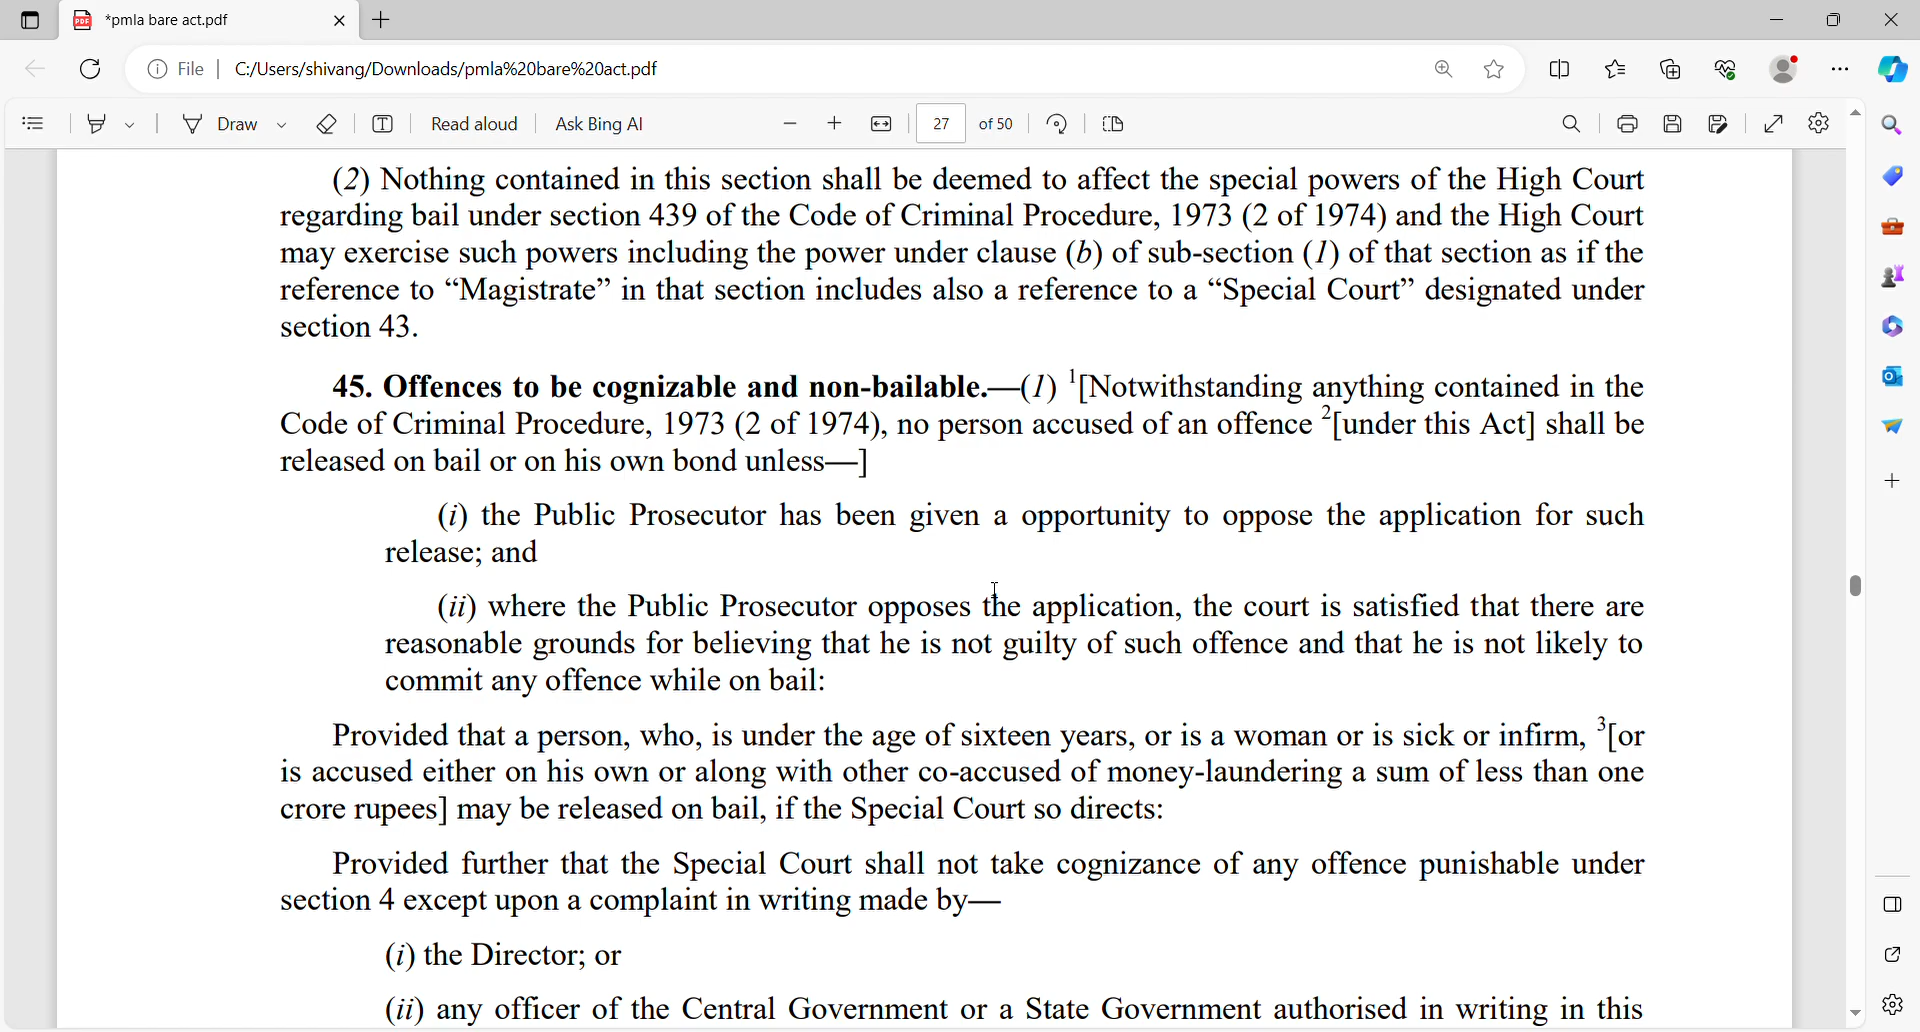 *pmla bare act.pdf
File
C:/Users/shivang/Downloads/pmla%20bare%20act.pdf
Draw
Read aloud
Ask Bing AI
27
of 50
(2) Nothing contained in this section shall be deemed to affect the special powers of the High Court
regarding bail under section 439 of the Code of Criminal Procedure, 1973 (2 of 1974) and the High Court
may exercise such powers including the power under clause (b) of sub-section (1) of that section as if the
reference to “Magistrate” in that section includes also a reference to a “Special Court” designated under
section 43.
45. Offences to be cognizable and non-bailable.—(1) 1[Notwithstanding anything contained in the
Code of Criminal Procedure, 1973 (2 of 1974), no person accused of an offence 2[under this Act] shall be
released on bail or on his own bond unless—]
(i) the Public Prosecutor has been given a opportunity to oppose the application for such
release; and
(ii) where the Public Prosecutor opposes the application, the court is satisfied that there are
reasonable grounds for believing that he is not guilty of such offence and that he is not likely to
commit any offence while on bail:
Provided that a person, who, is under the age of sixteen years, or is a woman or is sick or infirm, 3[or
is accused either on his own or along with other co-accused of money-laundering a sum of less than one
crore rupees] may be released on bail, if the Special Court so directs:
Provided further that the Special Court shall not take cognizance of any offence punishable under
section 4 except upon a complaint in writing made by—
(i) the Director; or
(ii) any officer of the Central Government or a State Government authorised in writing in this